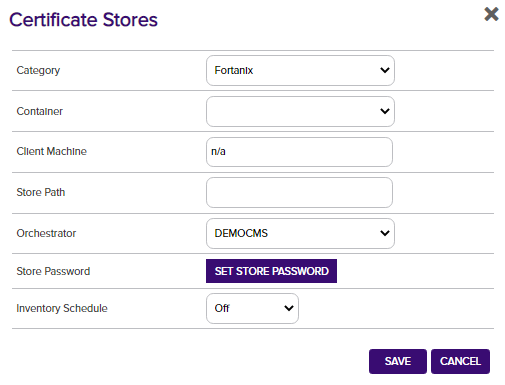 Certificate Stores
Category Fortanix
Container
Client Machine n/a
Store Path
Orchestrator DEMOCMS
Store Password SET STORE PASSWORD
Inventory Schedule Off
SAVE CANCEL